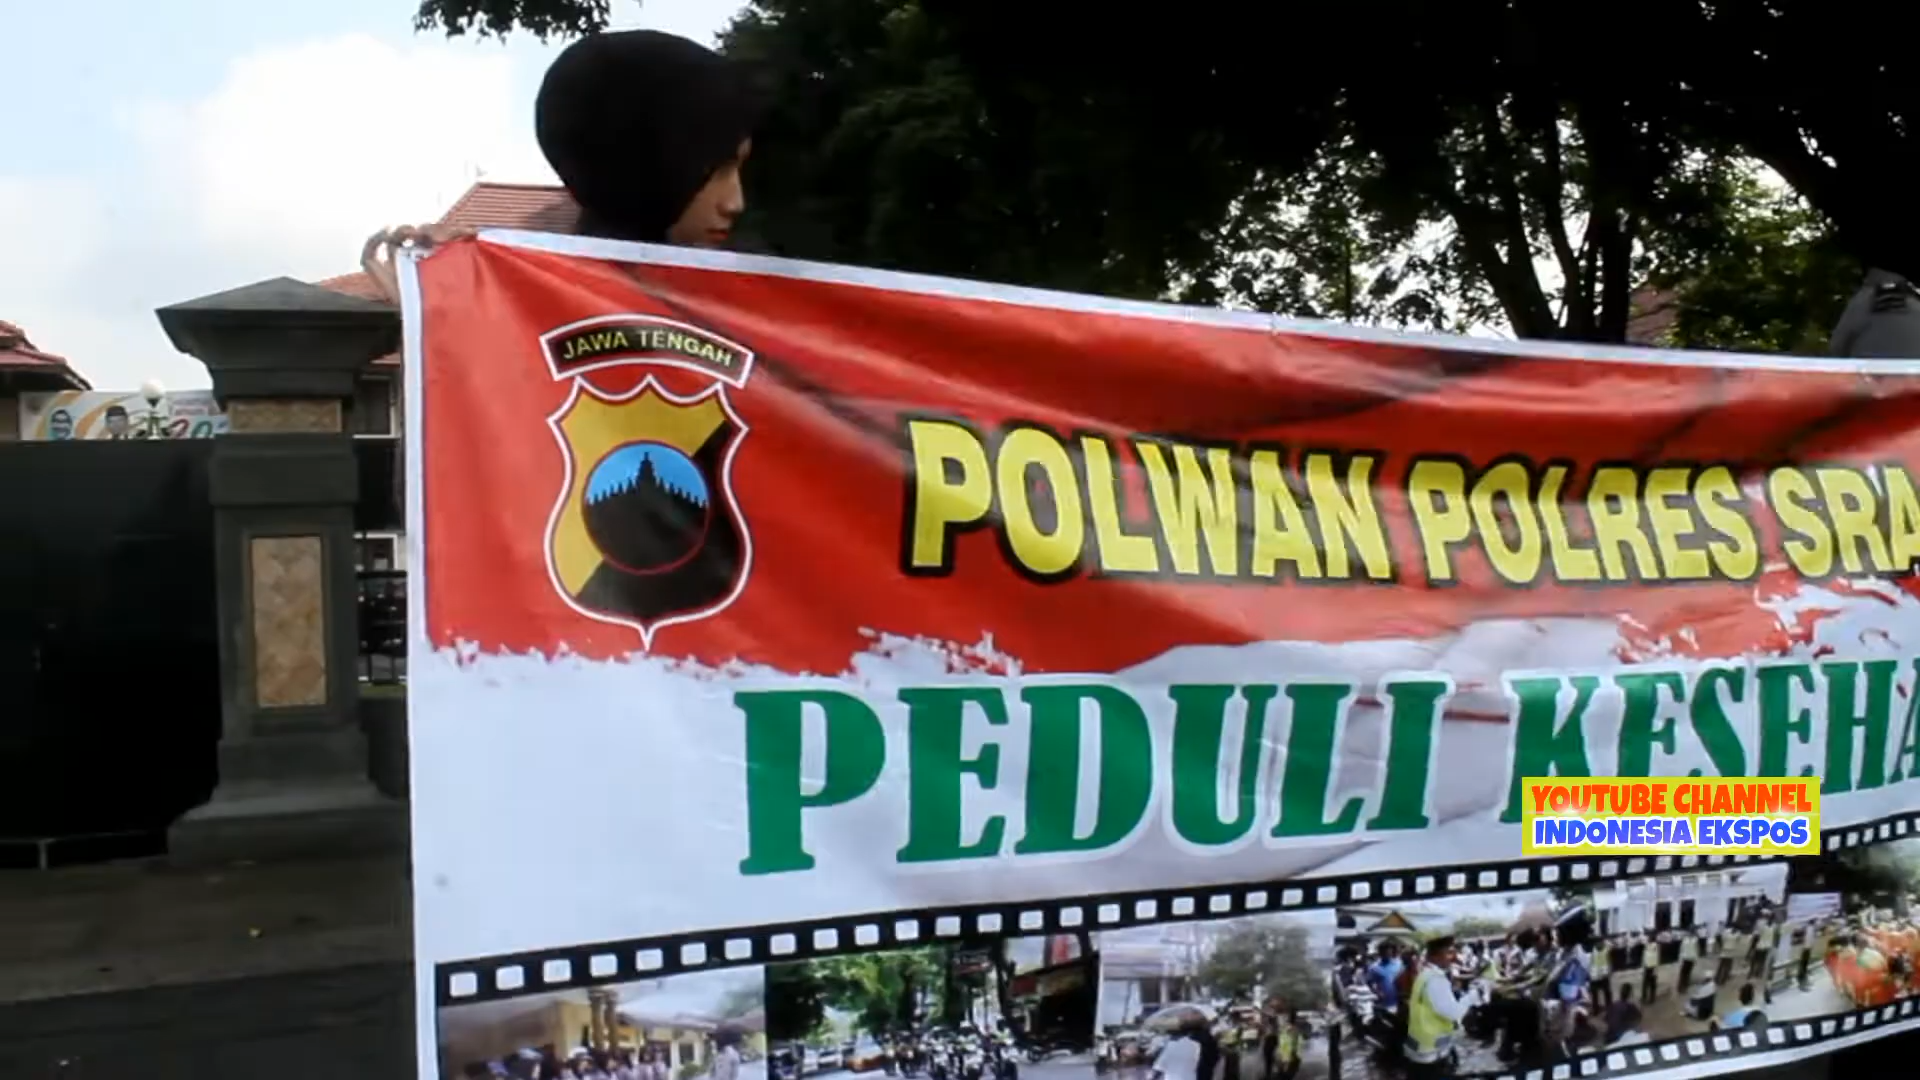 JAWA TENGAH
POLWAN POLRES SRA
PEDULI KESEHA
YOUTUBE CHANNEL
INDONESIA EKSPOS